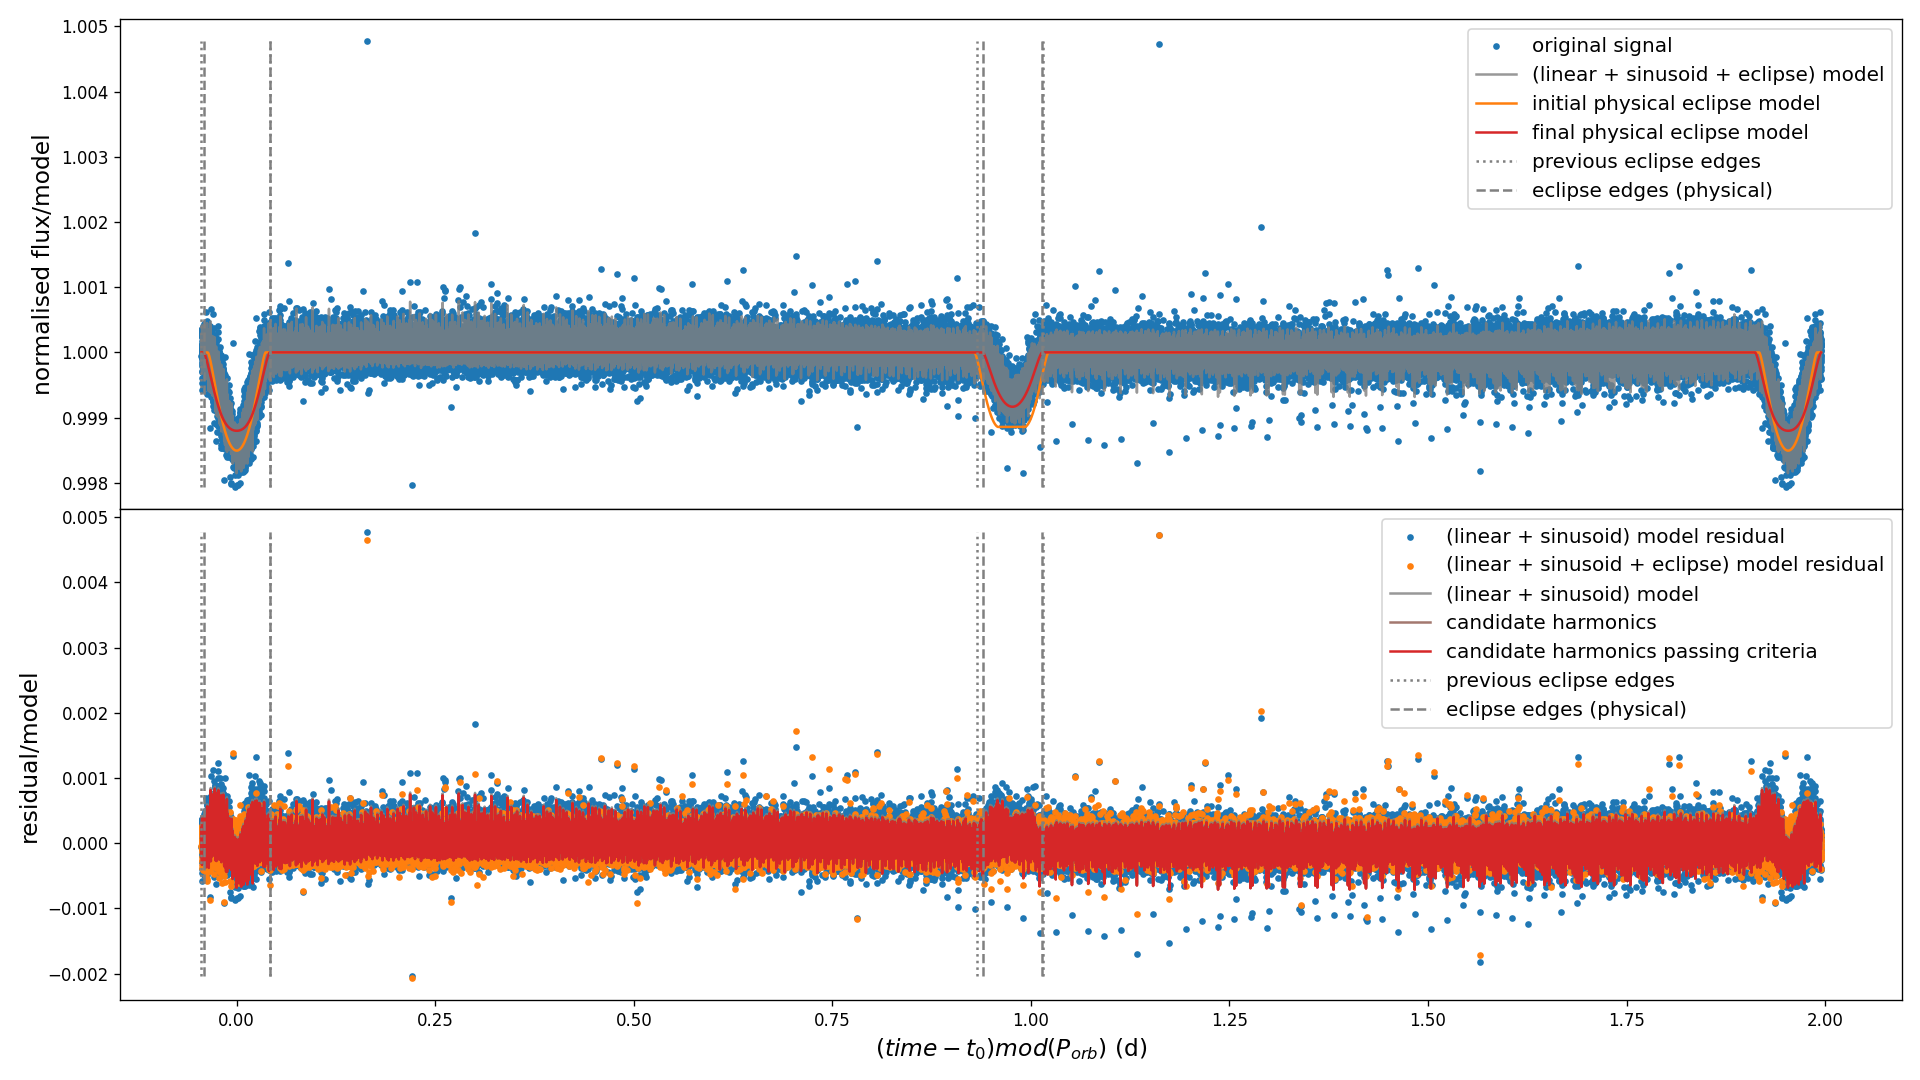 1.005
1.004
1.003
1.002
1.001
1.000
0.999
0.998
normalised flux/model
original signal
(linear + sinusoid + eclipse) model
initial physical eclipse model
final physical eclipse model
previous eclipse edges
eclipse edges (physical)
0.005
0.004
0.003
0.002
0.001
0.000
−0.001
−0.002
residual/model
(linear + sinusoid) model residual
(linear + sinusoid + eclipse) model residual
(linear + sinusoid) model
candidate harmonics
candidate harmonics passing criteria
previous eclipse edges
eclipse edges (physical)
0.00 0.25 0.50 0.75 1.00 1.25 1.50 1.75 2.00
(time − t₀)mod(P_orb) (d)